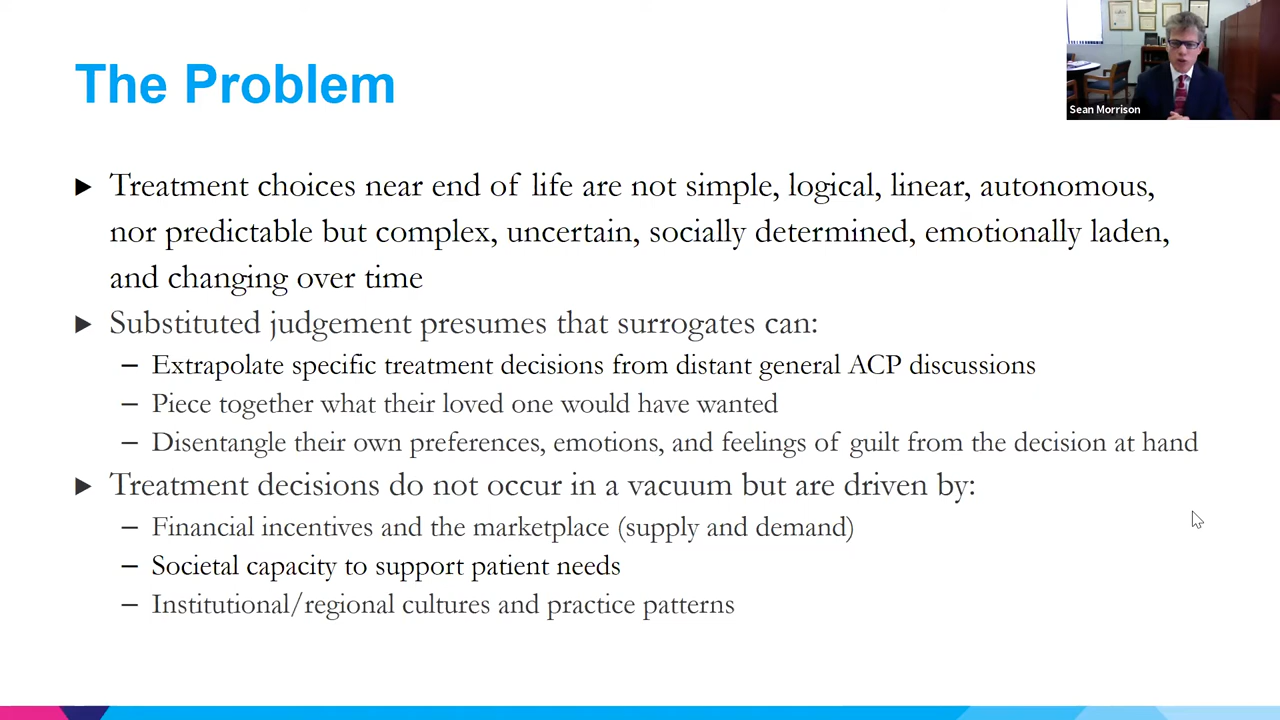 The Problem
Sean Morrison
▶ Treatment choices near end of life are not simple, logical, linear, autonomous,
nor predictable but complex, uncertain, socially determined, emotionally laden,
and changing over time
▶ Substituted judgement presumes that surrogates can:
– Extrapolate specific treatment decisions from distant general ACP discussions
– Piece together what their loved one would have wanted
– Disentangle their own preferences, emotions, and feelings of guilt from the decision at hand
▶ Treatment decisions do not occur in a vacuum but are driven by:
– Financial incentives and the marketplace (supply and demand)
– Societal capacity to support patient needs
– Institutional/regional cultures and practice patterns